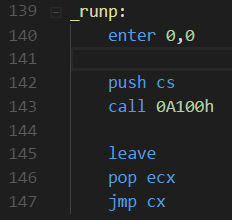 139 _runp:
140 enter 0,0
141
142 push cs
143 call 0A100h
144
145 leave
146 pop ecx
147 jmp cx